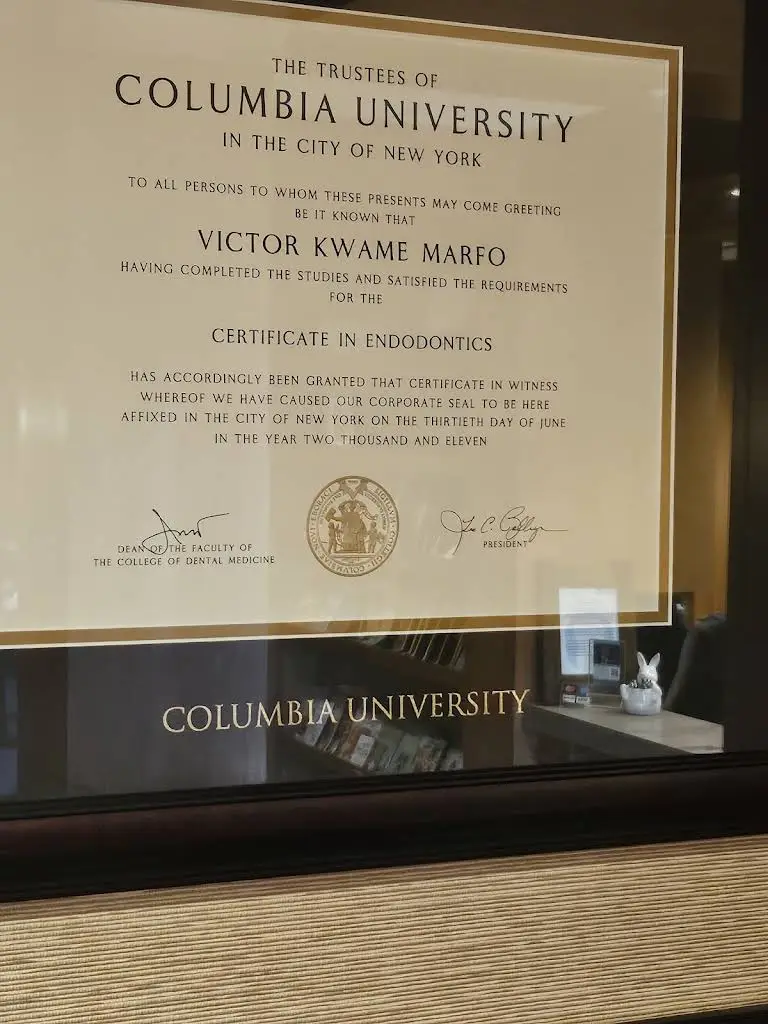 THE TRUSTEES OF
COLUMBIA UNIVERSITY
IN THE CITY OF NEW YORK
TO ALL PERSONS TO WHOM THESE PRESENTS MAY COME GREETING
BE IT KNOWN THAT
VICTOR KWAME MARFO
HAVING COMPLETED THE STUDIES AND SATISFIED THE REQUIREMENTS
FOR THE
CERTIFICATE IN ENDODONTICS
HAS ACCORDINGLY BEEN GRANTED THAT CERTIFICATE IN WITNESS
WHEREOF WE HAVE CAUSED OUR CORPORATE SEAL TO BE HERE
AFFIXED IN THE CITY OF NEW YORK ON THE THIRTIETH DAY OF JUNE
IN THE YEAR TWO THOUSAND AND ELEVEN
DEAN OF THE FACULTY OF
THE COLLEGE OF DENTAL MEDICINE
PRESIDENT
COLUMBIA UNIVERSITY